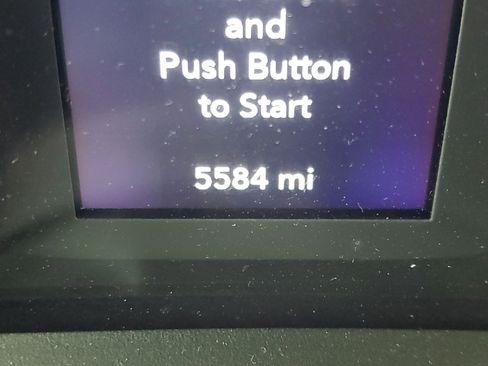 and
Push Button
to Start
5584 mi